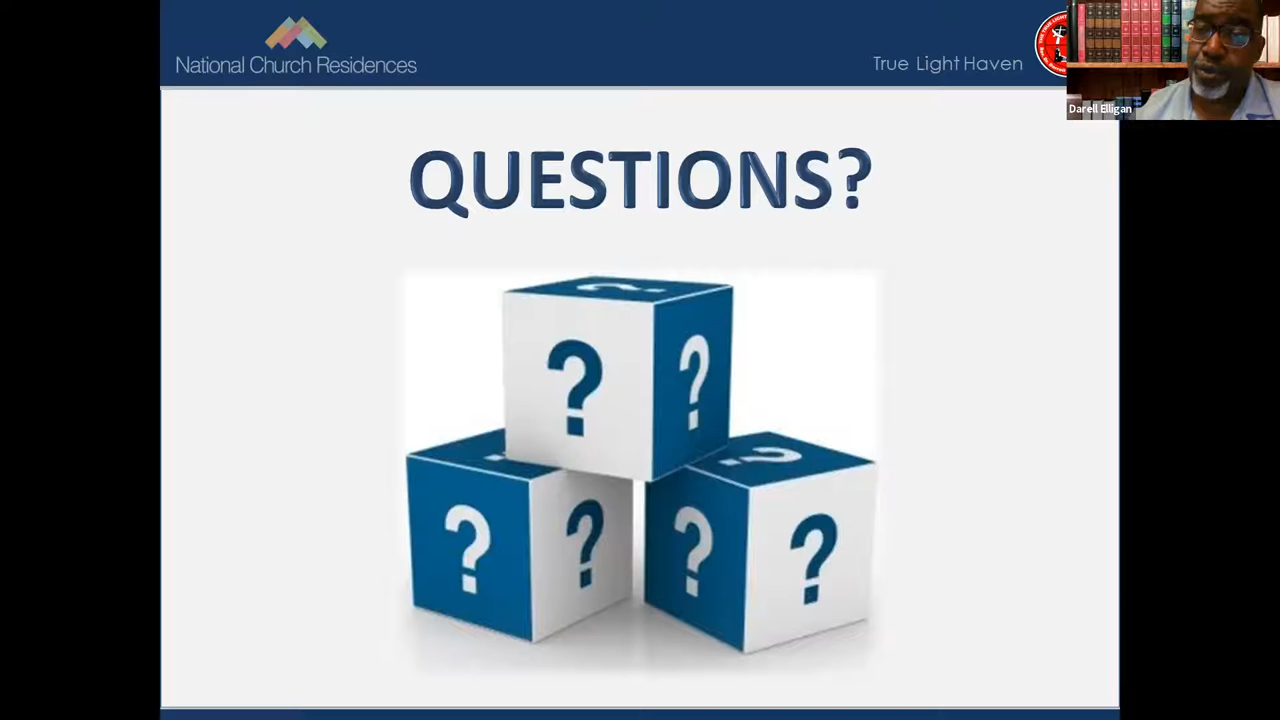 National Church Residences
True Light Haven
Darell Elligan
QUESTIONS?
?
? ?
? ?
? ?
? ?